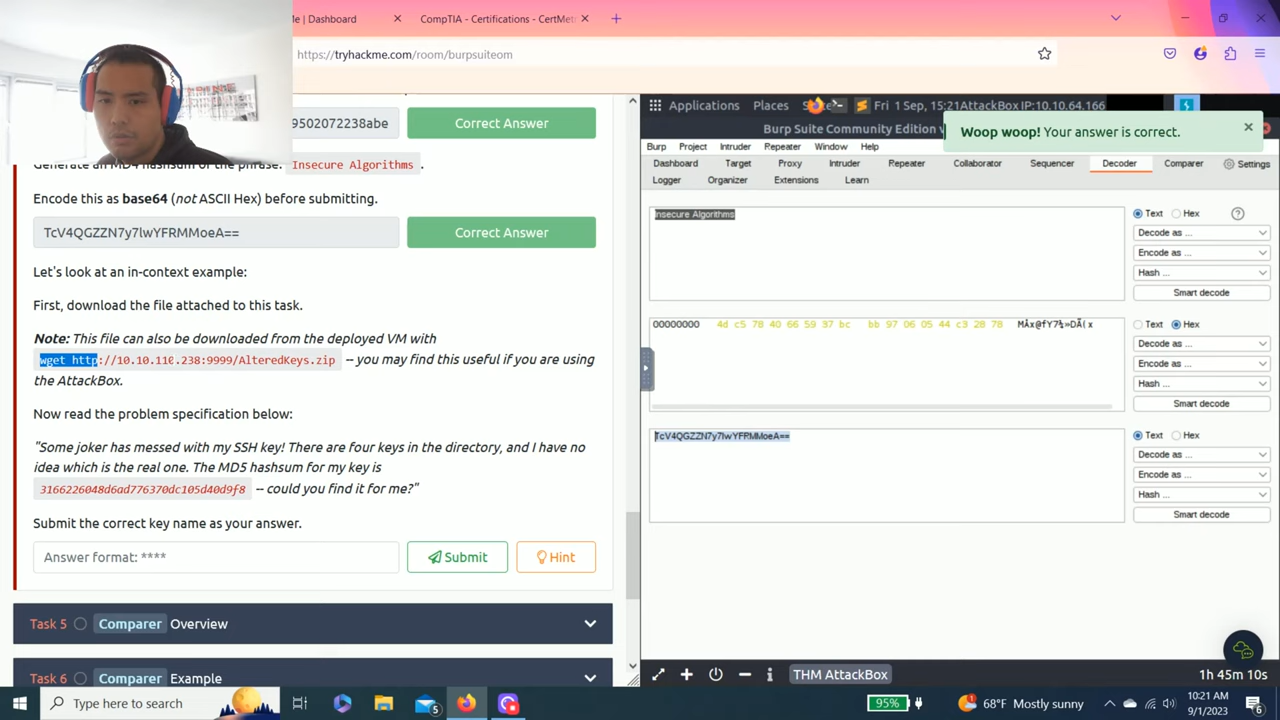 Me | Dashboard
CompTIA - Certifications - CertMet
https://tryhackme.com/room/burpsuiteom
9502072238abe
Correct Answer
Generate an MD5 hashsum of the phrase: Insecure Algorithms .
Encode this as base64 (not ASCII Hex) before submitting.
TcV4QGZZN7y7lwYFRMMoeA==
Correct Answer
Let's look at an in-context example:
First, download the file attached to this task.
Note: This file can also be downloaded from the deployed VM with
wget http://10.10.110.238:9999/AlteredKeys.zip -- you may find this useful if you are using
the AttackBox.
Now read the problem specification below:
"Some joker has messed with my SSH key! There are four keys in the directory, and I have no
idea which is the real one. The MD5 hashsum for my key is
3166226048d6ad776370dc105d40d9f8 -- could you find it for me?"
Submit the correct key name as your answer.
Answer format: ****
Submit
Hint
Task 5 Comparer Overview
Task 6 Comparer Example
Applications Places Fri 1 Sep, 15:21 AttackBox IP:10.10.64.166
Burp Suite Community Edition v
Woop woop! Your answer is correct.
Burp Project Intruder Repeater Window Help
Dashboard Target Proxy Intruder Repeater Collaborator Sequencer Decoder Comparer Settings
Logger Organizer Extensions Learn
Insecure Algorithms
Text Hex
Decode as ...
Encode as ...
Hash ...
Smart decode
00000000 4d c5 78 40 66 59 37 bc bb 97 06 05 44 c3 28 78 MÅx@fY7¼»DÃ(x
Text Hex
Decode as ...
Encode as ...
Hash ...
Smart decode
TcV4QGZZN7y7lwYFRMMoeA==
Text Hex
Decode as ...
Encode as ...
Hash ...
Smart decode
THM AttackBox
1h 45m 10s
Type here to search
5
95%
68°F Mostly sunny
10:21 AM
9/1/2023
6